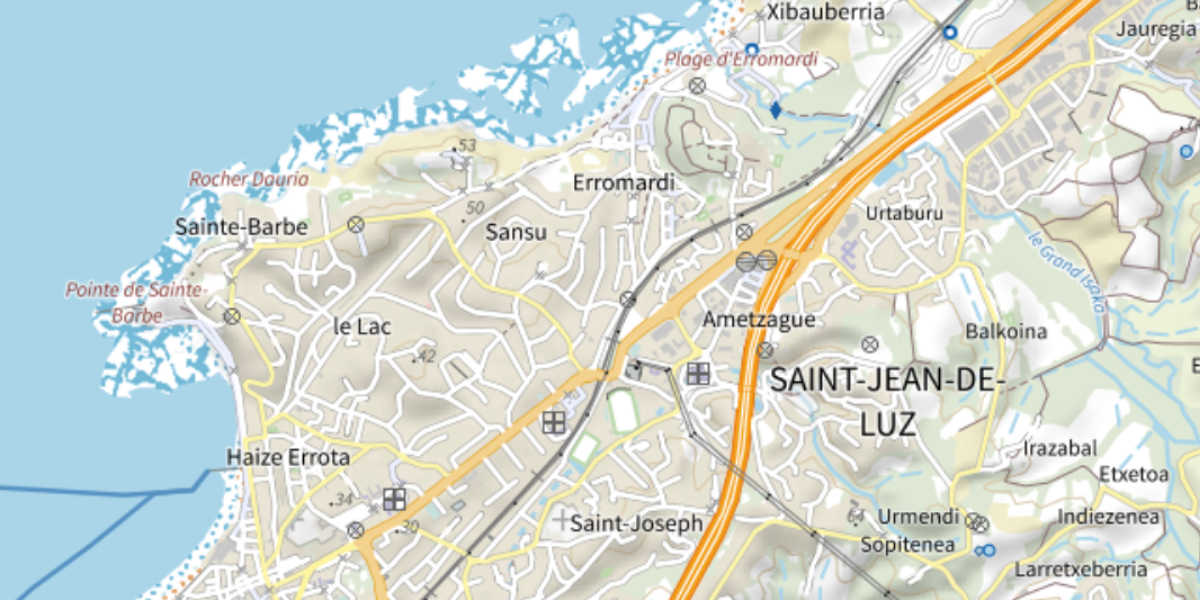 Xibauberria
Jauregia
Plage d'Erromardi
53
Rocher Dauria
Erromardi
50
Sainte-Barbe
Sansu
Urtaburu
le Grand Isaka
Pointe de Sainte-
Barbe
le Lac
Ametzague
Balkoina
42
SAINT-JEAN-DE-
LUZ
Haize Errota
Irazabal
Etxetoa
34
30
Saint-Joseph
64
Urmendi
Indiezenea
Sopitenea
Larretxeberria